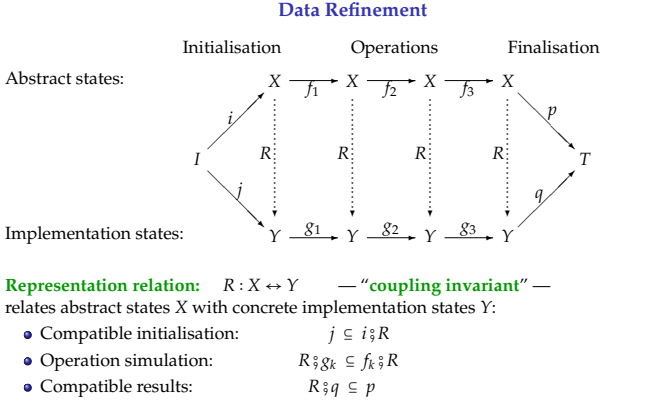 Data Refinement
Initialisation Operations Finalisation
Abstract states: X f₁ X f₂ X f₃ X
i p
I R R R R T
j q
Implementation states: Y g₁ Y g₂ Y g₃ Y
Representation relation: R : X ↔ Y — “coupling invariant” —
relates abstract states X with concrete implementation states Y:
• Compatible initialisation: j ⊆ i⨾R
• Operation simulation: R⨾gₖ ⊆ fₖ⨾R
• Compatible results: R⨾q ⊆ p